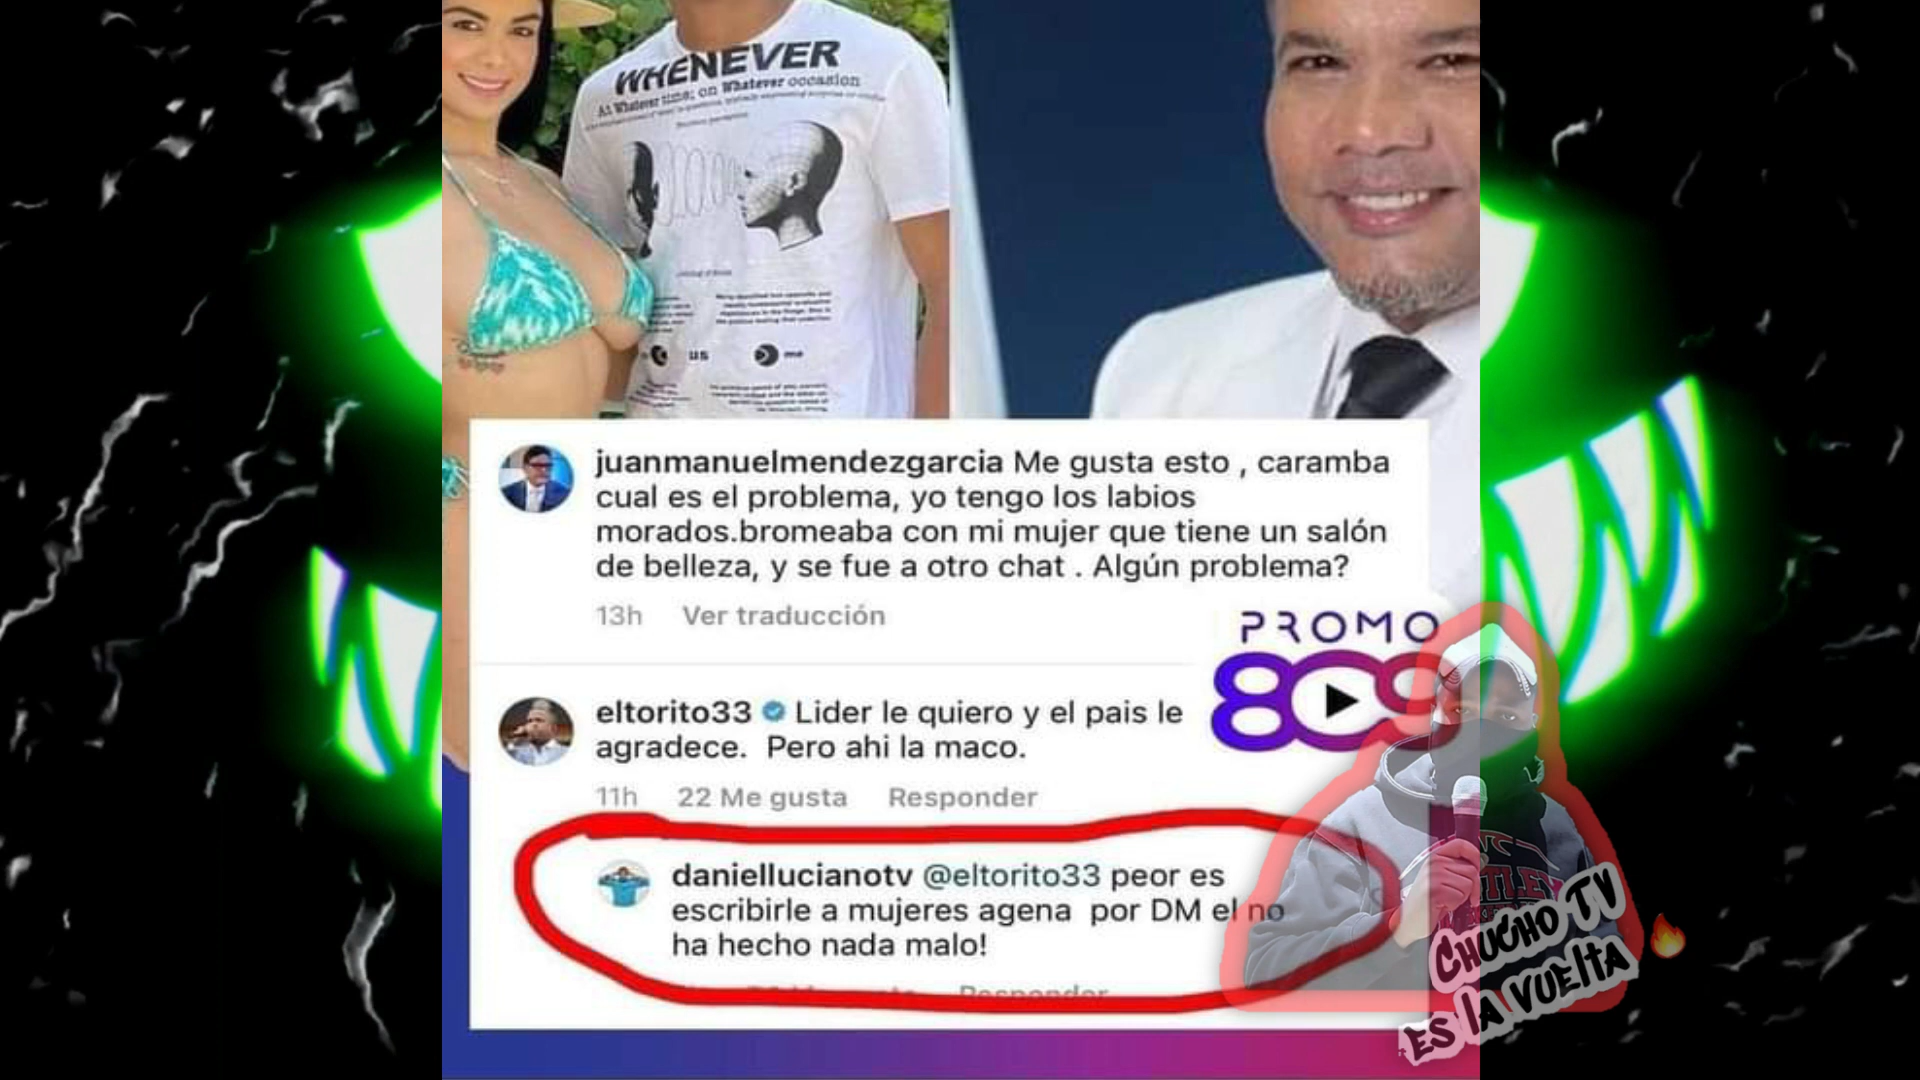 WHENEVER
At Whatever time; on Whatever occasion
us
me
juanmanuelmendezgarcia Me gusta esto , caramba
cual es el problema, yo tengo los labios
morados.bromeaba con mi mujer que tiene un salón
de belleza, y se fue a otro chat . Algún problema?
13h Ver traducción
PROMO
809
eltorito33 Lider le quiero y el pais le
agradece. Pero ahi la maco.
11h 22 Me gusta Responder
daniellucianotv @eltorito33 peor es
escribirle a mujeres agena por DM el no
ha hecho nada malo!
Responder
CHUCHO TV
ES LA VUELTA